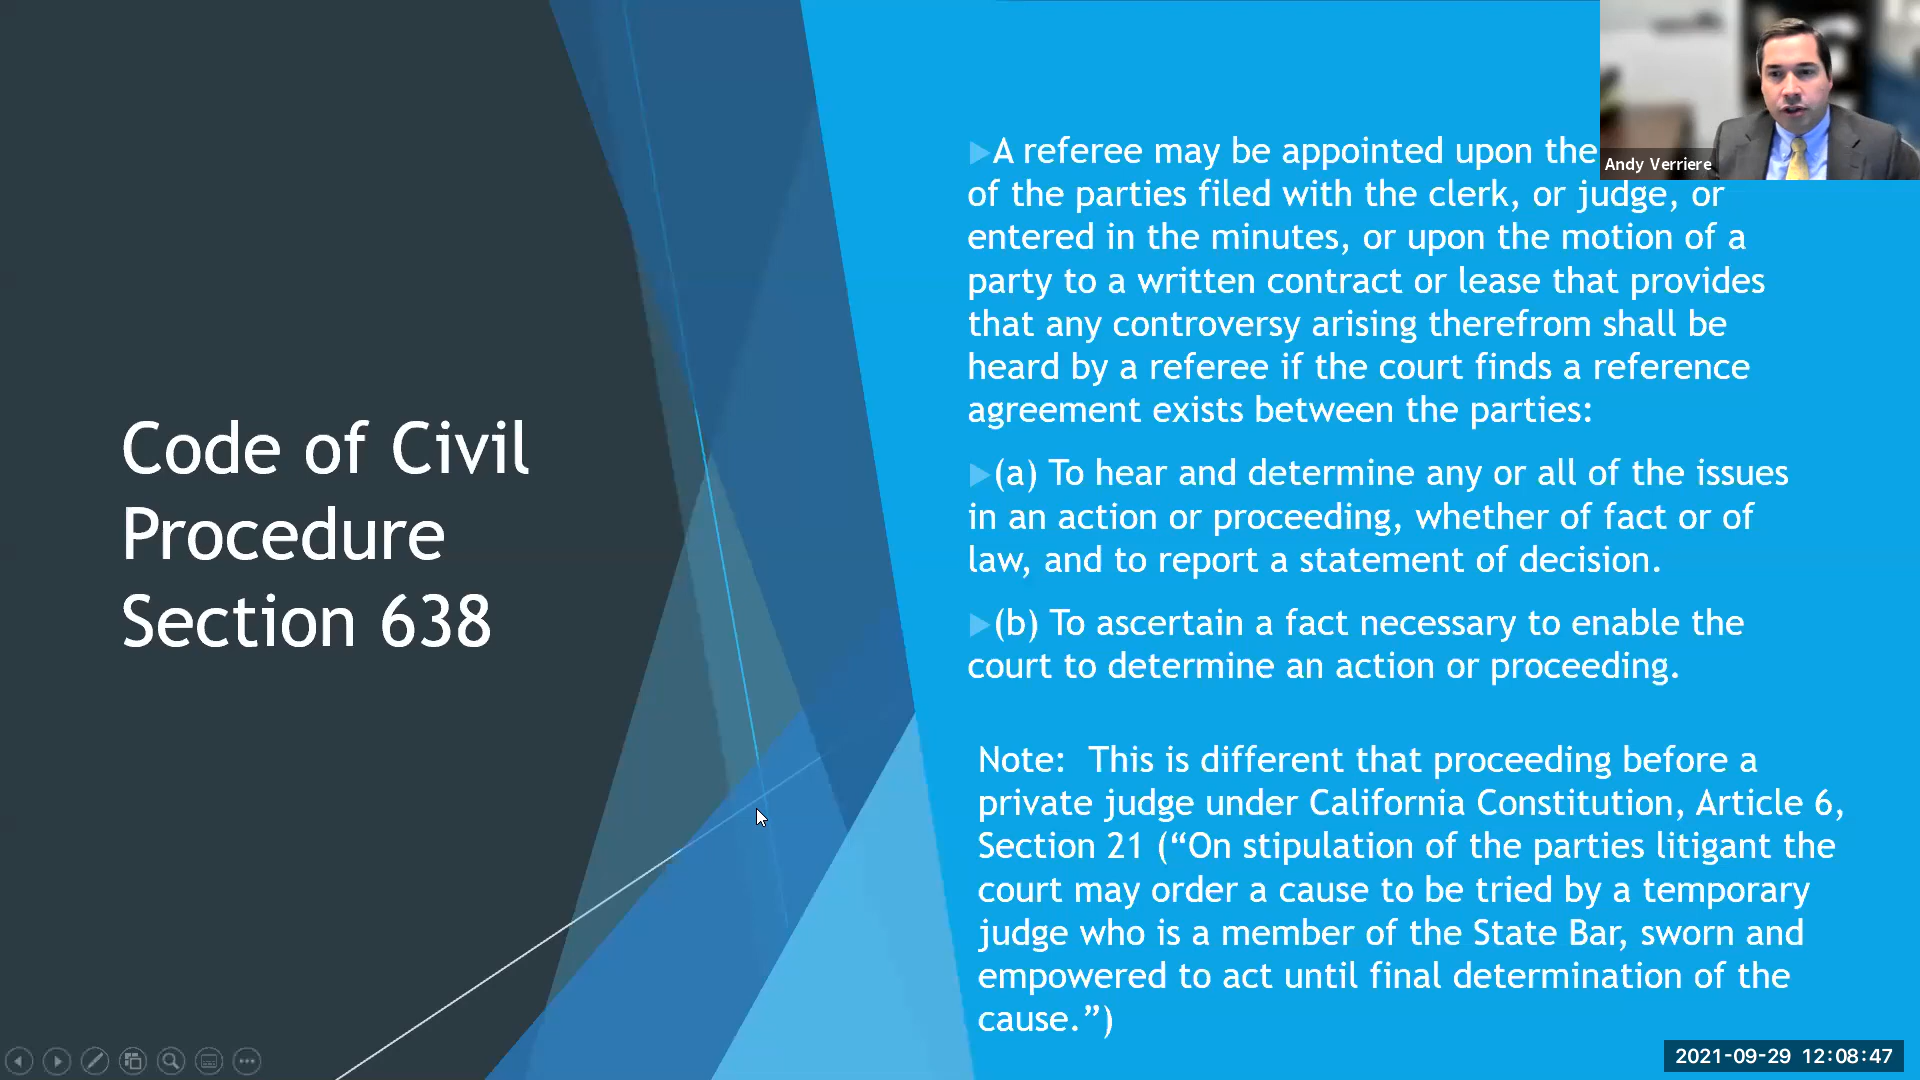 Code of Civil
Procedure
Section 638
A referee may be appointed upon the
of the parties filed with the clerk, or judge, or
entered in the minutes, or upon the motion of a
party to a written contract or lease that provides
that any controversy arising therefrom shall be
heard by a referee if the court finds a reference
agreement exists between the parties:
(a) To hear and determine any or all of the issues
in an action or proceeding, whether of fact or of
law, and to report a statement of decision.
(b) To ascertain a fact necessary to enable the
court to determine an action or proceeding.
Note: This is different that proceeding before a
private judge under California Constitution, Article 6,
Section 21 (“On stipulation of the parties litigant the
court may order a cause to be tried by a temporary
judge who is a member of the State Bar, sworn and
empowered to act until final determination of the
cause.”)
Andy Verriere
2021-09-29 12:08:47